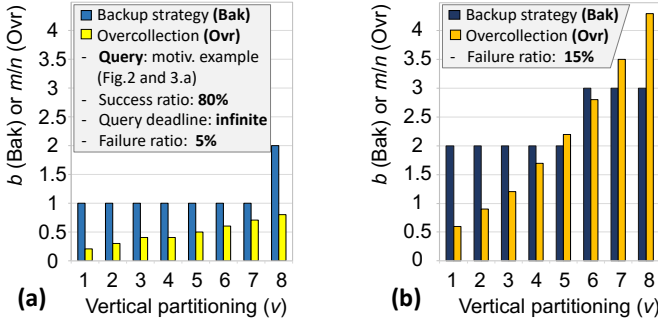 b (Bak) or m/n (Ovr)
4
3.5
3
2.5
2
1.5
1
0.5
0
Backup strategy (Bak)
Overcollection (Ovr)
- Query: motiv. example
(Fig.2 and 3.a)
- Success ratio: 80%
- Query deadline: infinite
- Failure ratio: 5%
1 2 3 4 5 6 7 8
(a) Vertical partitioning (v)
b (Bak) or m/n (Ovr)
4
3.5
3
2.5
2
1.5
1
0.5
0
Backup strategy (Bak)
Overcollection (Ovr)
- Failure ratio: 15%
1 2 3 4 5 6 7 8
(b) Vertical partitioning (v)